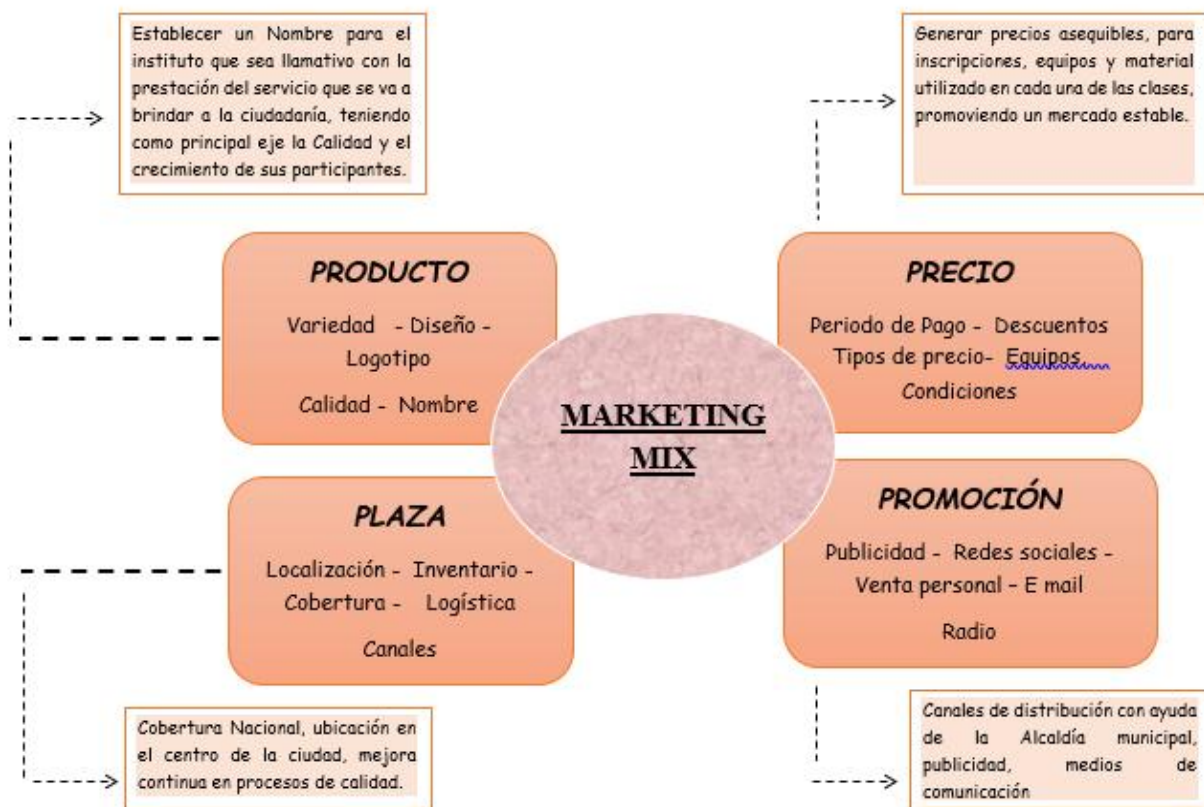 Establecer un Nombre para el
instituto que sea llamativo con la
prestación del servicio que se va a
brindar a la ciudadanía, teniendo
como principal eje la Calidad y el
crecimiento de sus participantes.
Generar precios asequibles, para
inscripciones, equipos y material
utilizado en cada una de las clases,
promoviendo un mercado estable.
PRODUCTO
Variedad - Diseño -
Logotipo
Calidad - Nombre
PRECIO
Periodo de Pago - Descuentos
Tipos de precio- Equipos
Condiciones
MARKETING
MIX
PLAZA
Localización - Inventario -
Cobertura - Logística
Canales
PROMOCIÓN
Publicidad - Redes sociales -
Venta personal – E mail
Radio
Cobertura Nacional, ubicación en
el centro de la ciudad, mejora
continua en procesos de calidad.
Canales de distribución con ayuda
de la Alcaldía municipal,
publicidad, medios de
comunicación